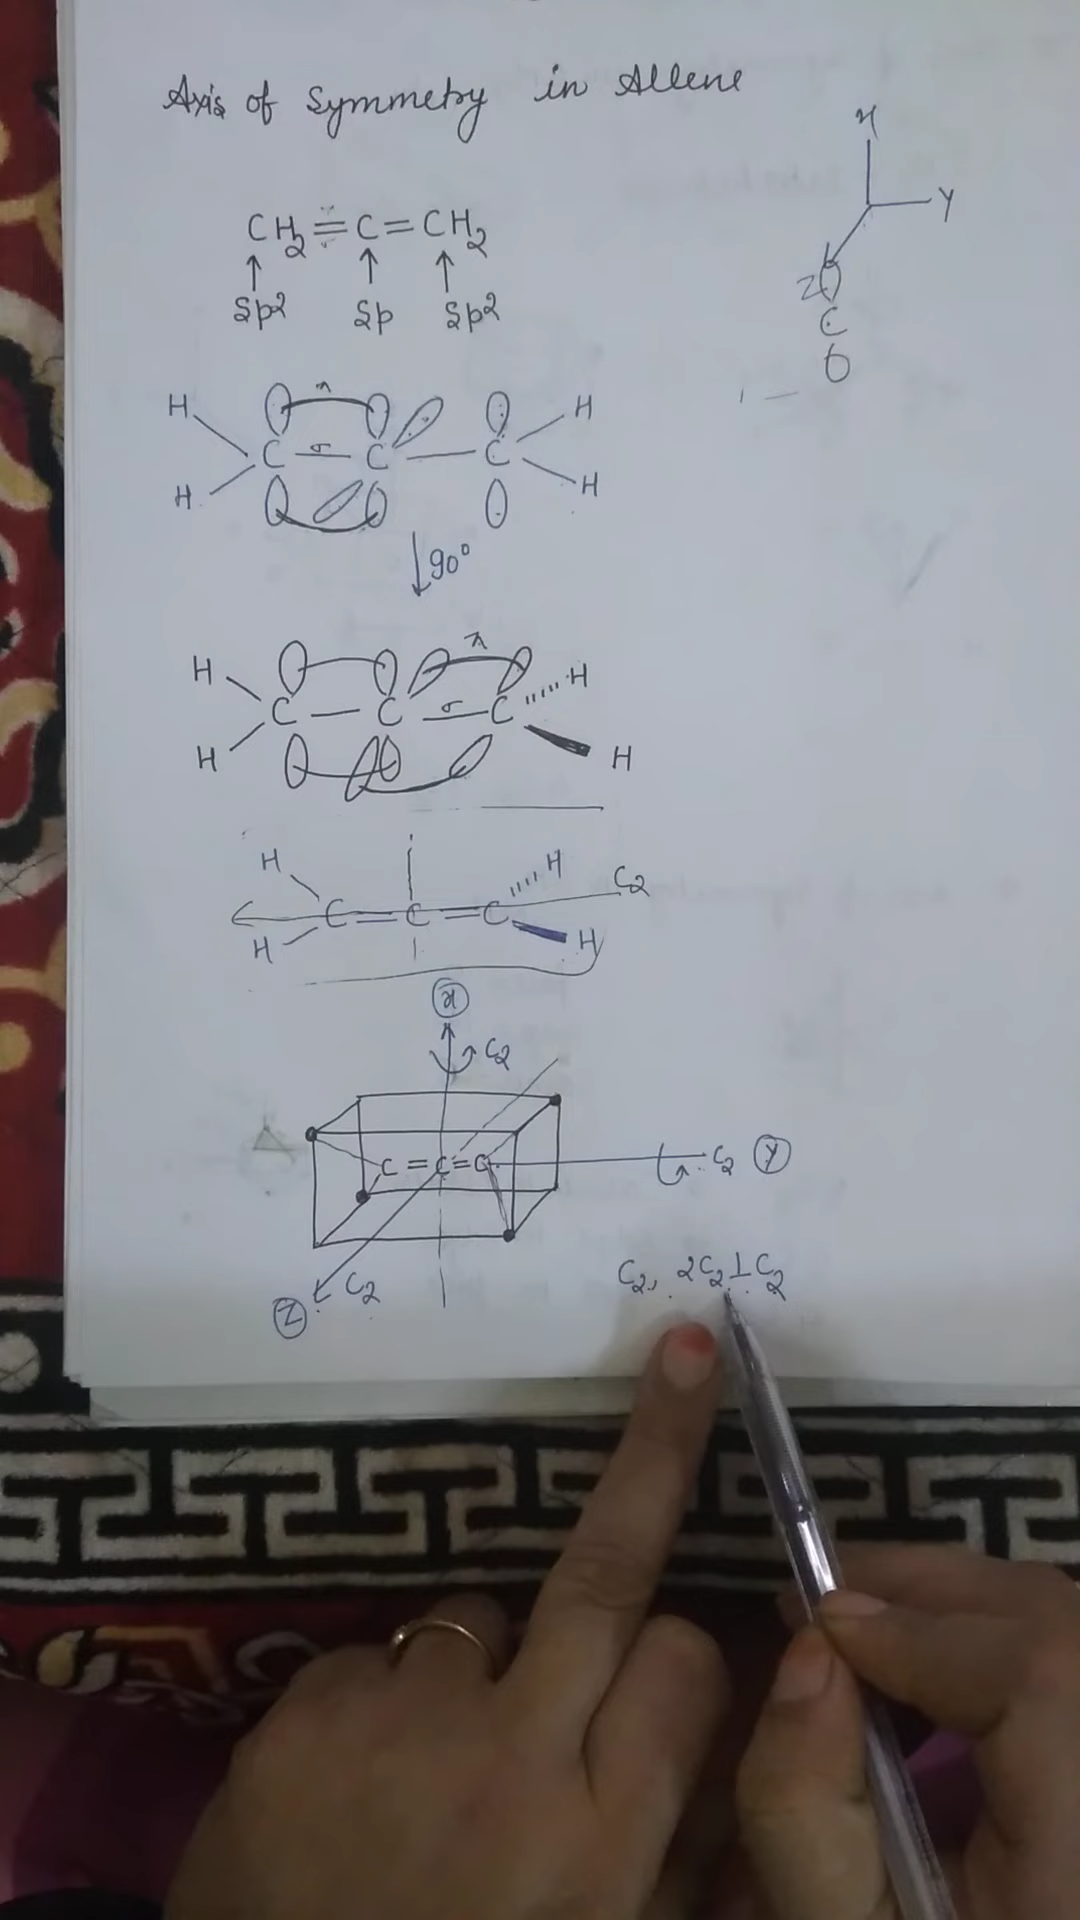 Axis of Symmetry in Allene
x
Y
Z
CH2 = C = CH2
Sp2 Sp Sp2
π
H H
C σ C C
H H
90°
π
H H
C C σ C
H H
H H C2
C = C = C
H H
x
C2
C = C = C C2 Y
C2, 2C2 ⊥ C2
Z C2